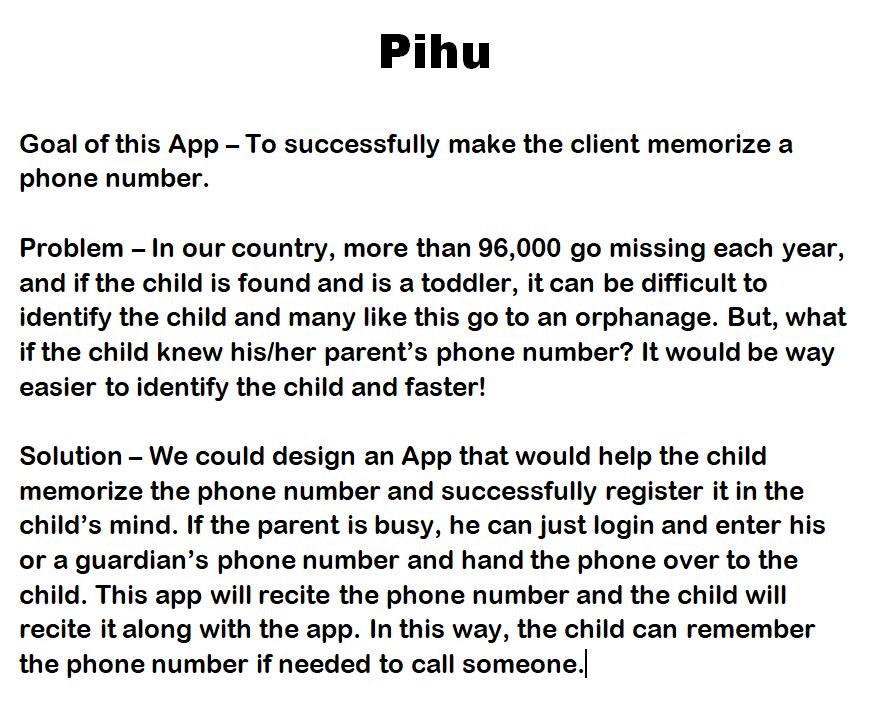 Pihu
Goal of this App – To successfully make the client memorize a
phone number.
Problem – In our country, more than 96,000 go missing each year,
and if the child is found and is a toddler, it can be difficult to
identify the child and many like this go to an orphanage. But, what
if the child knew his/her parent’s phone number? It would be way
easier to identify the child and faster!
Solution – We could design an App that would help the child
memorize the phone number and successfully register it in the
child’s mind. If the parent is busy, he can just login and enter his
or a guardian’s phone number and hand the phone over to the
child. This app will recite the phone number and the child will
recite it along with the app. In this way, the child can remember
the phone number if needed to call someone.